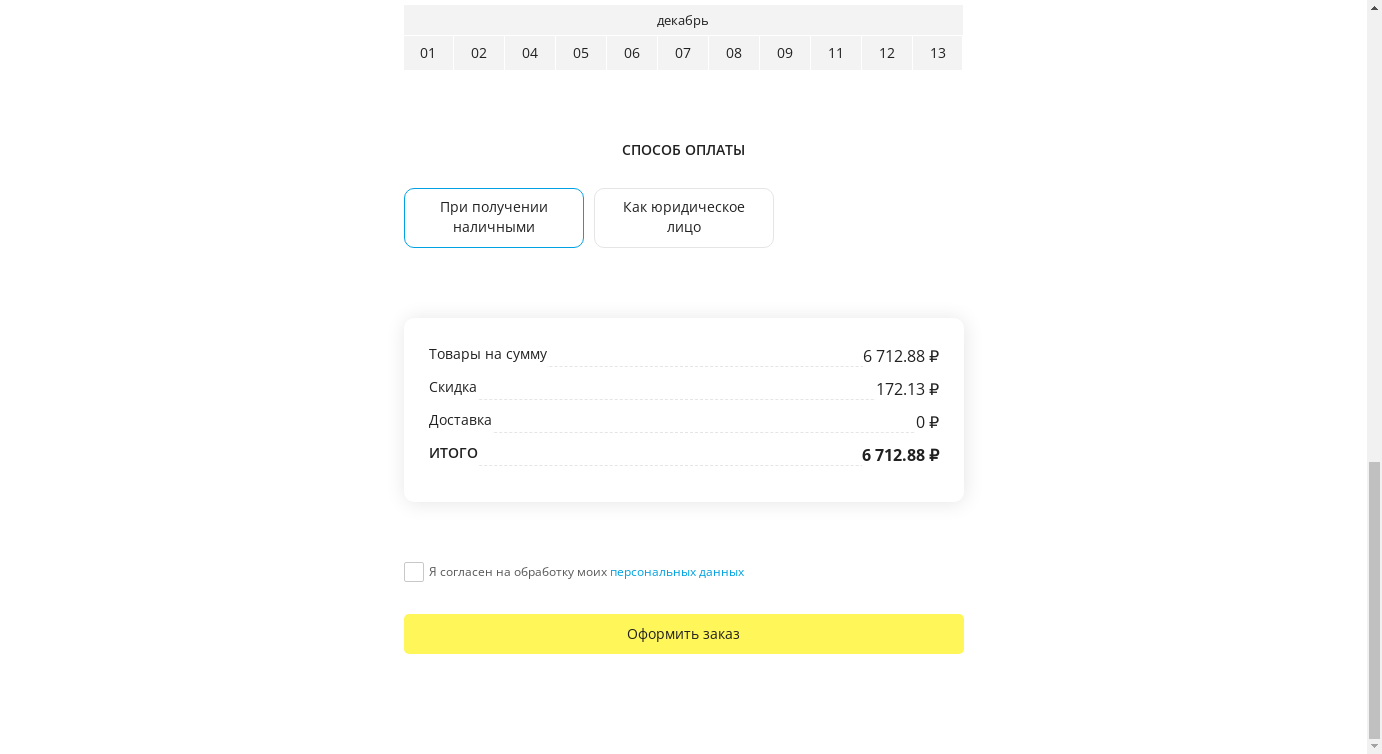 декабрь
01 02 04 05 06 07 08 09 11 12 13
СПОСОБ ОПЛАТЫ
При получении
наличными
Как юридическое
лицо
Товары на сумму 6 712.88 ₽
Скидка 172.13 ₽
Доставка 0 ₽
ИТОГО 6 712.88 ₽
Я согласен на обработку моих персональных данных
Оформить заказ